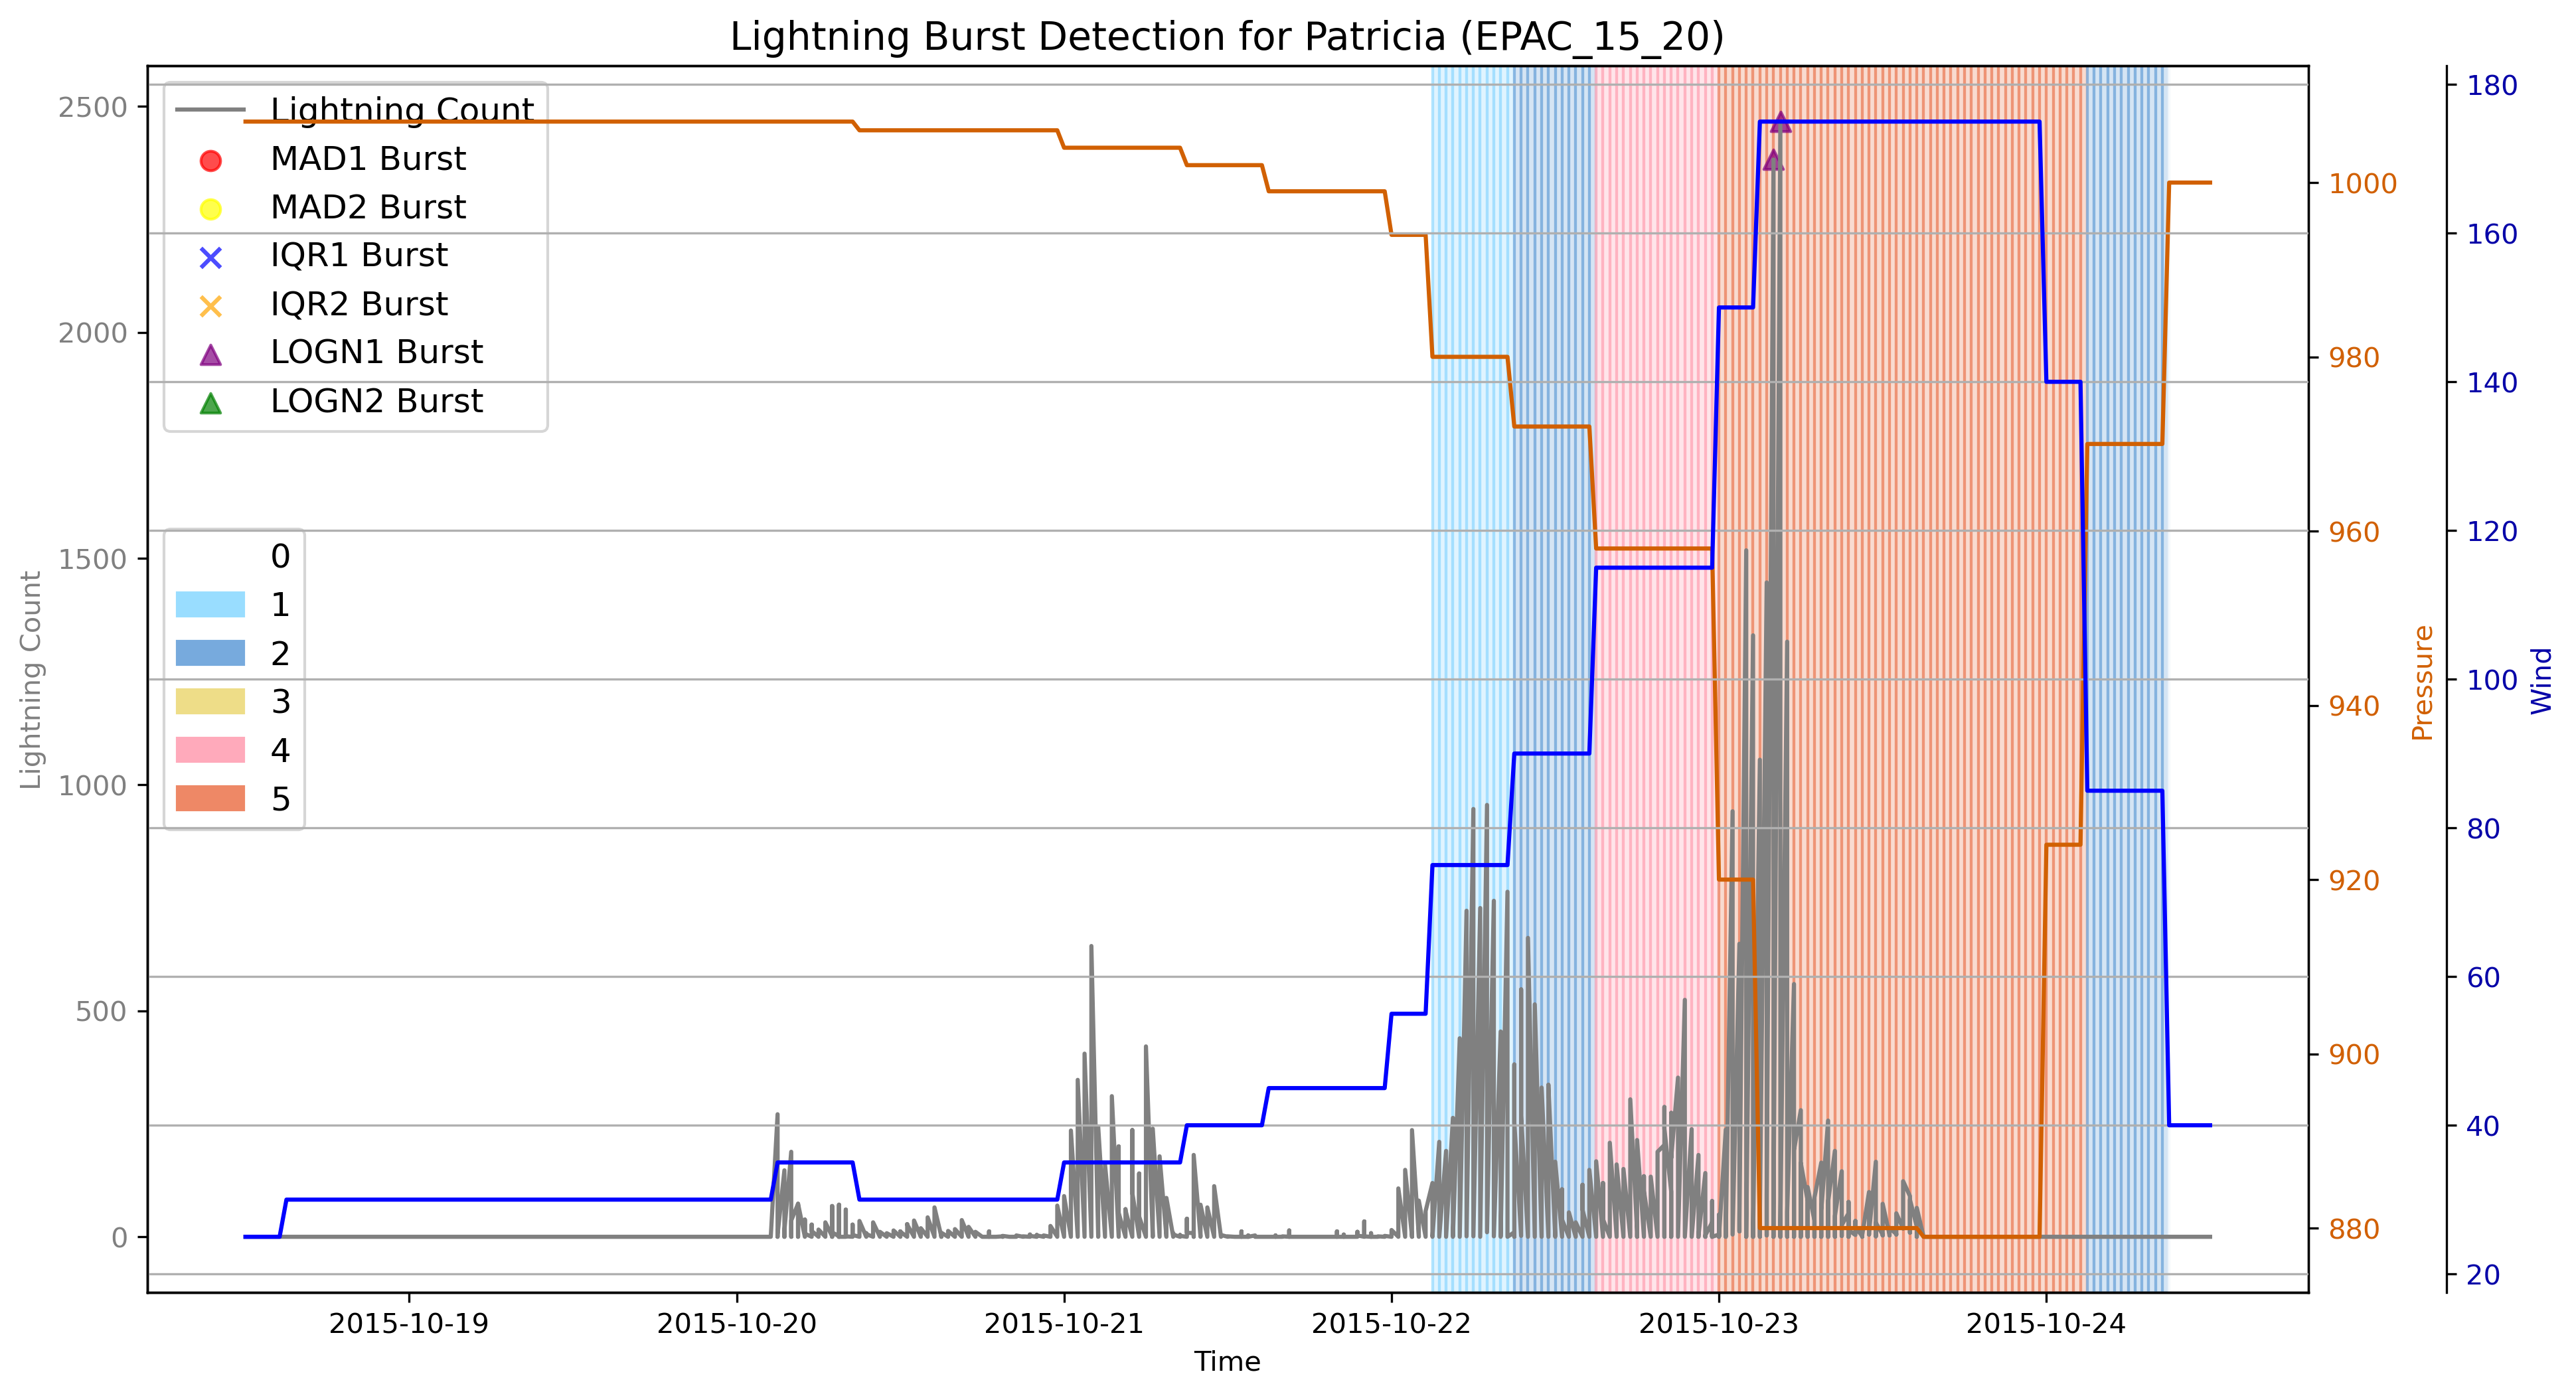 Lightning Burst Detection for Patricia (EPAC_15_20)
Lightning Count
MAD1 Burst
MAD2 Burst
IQR1 Burst
IQR2 Burst
LOGN1 Burst
LOGN2 Burst
0
1
2
3
4
5
2500
2000
1500
1000
500
0
Lightning Count
1000
980
960
940
920
900
880
Pressure
180
160
140
120
100
80
60
40
20
Wind
2015-10-19
2015-10-20
2015-10-21
2015-10-22
2015-10-23
2015-10-24
Time